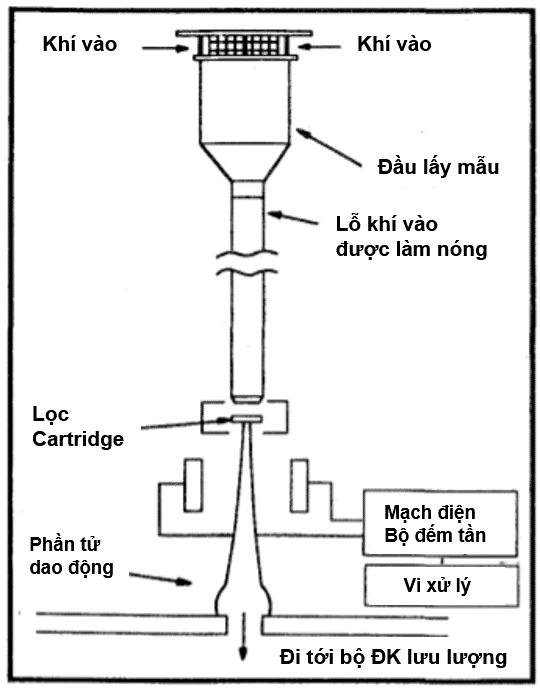 Khí vào
Khí vào
Đầu lấy mẫu
Lỗ khí vào
được làm nóng
Lọc
Cartridge
Mạch điện
Bộ đếm tần
Phần tử
dao động
Vi xử lý
Đi tới bộ ĐK lưu lượng